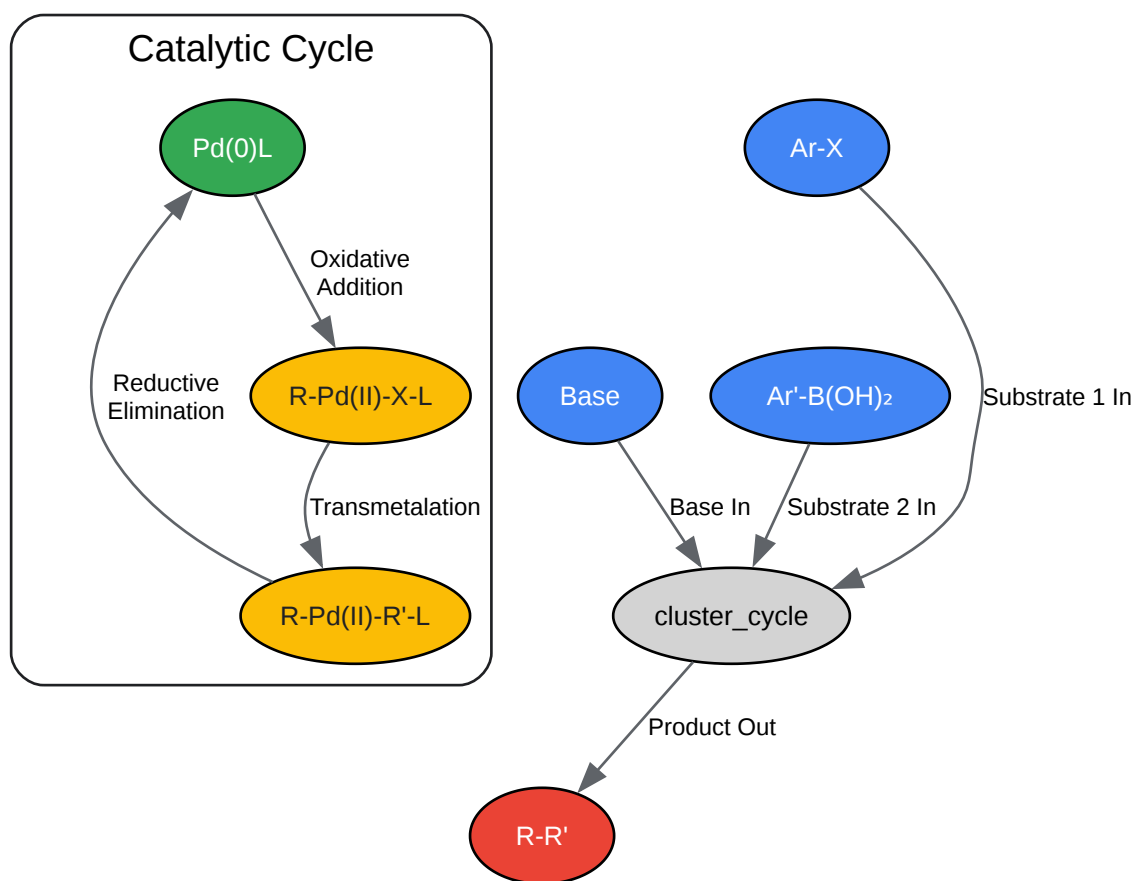 Catalytic Cycle
Pd(0)L
Ar-X
Oxidative
Addition
R-Pd(II)-X-L
Base
Ar'-B(OH)₂
Reductive
Elimination
Substrate 1 In
Transmetalation
Base In
Substrate 2 In
R-Pd(II)-R'-L
cluster_cycle
Product Out
R-R'